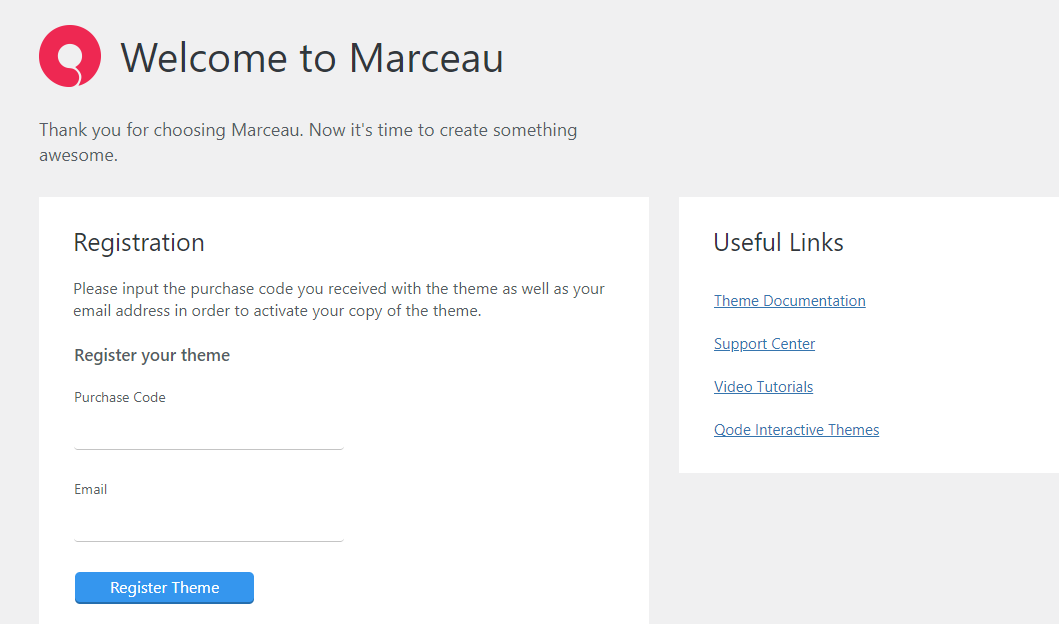 Welcome to Marceau
Thank you for choosing Marceau. Now it's time to create something
awesome.
Registration
Please input the purchase code you received with the theme as well as your
email address in order to activate your copy of the theme.
Register your theme
Purchase Code
Email
Register Theme
Useful Links
Theme Documentation
Support Center
Video Tutorials
Qode Interactive Themes